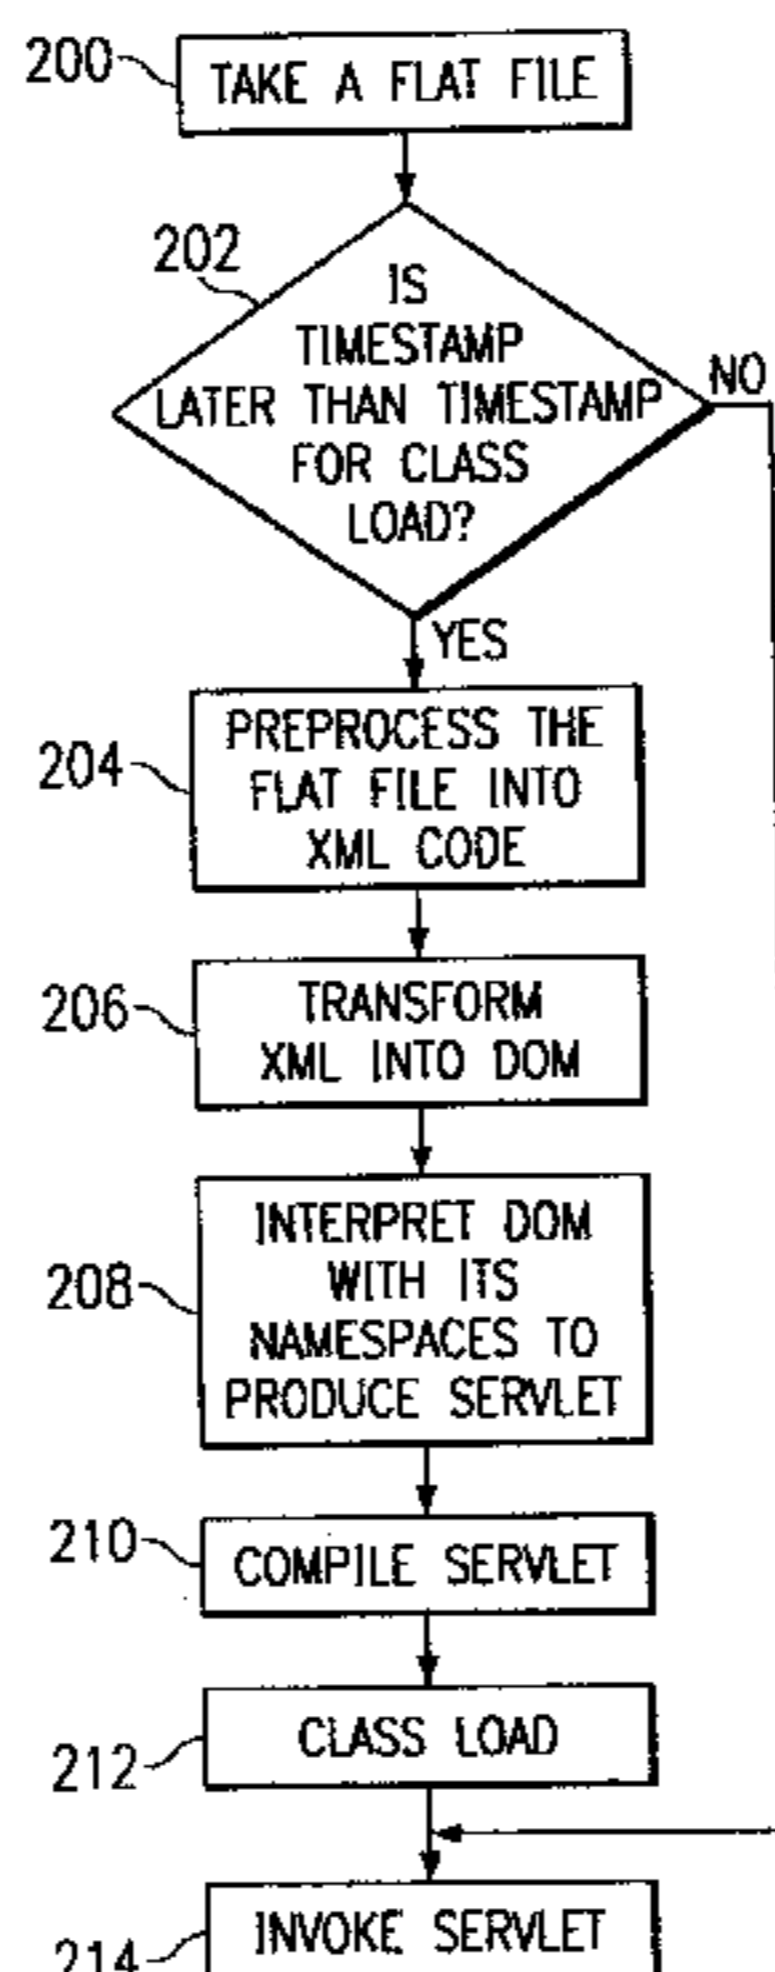 200
TAKE A FLAT FILE
202
IS
TIMESTAMP
LATER THAN TIMESTAMP
FOR CLASS
LOAD?
NO
YES
204
PREPROCESS THE
FLAT FILE INTO
XML CODE
206
TRANSFORM
XML INTO DOM
208
INTERPRET DOM
WITH ITS
NAMESPACES TO
PRODUCE SERVLET
210
COMPILE SERVLET
212
CLASS LOAD
214
INVOKE SERVLET